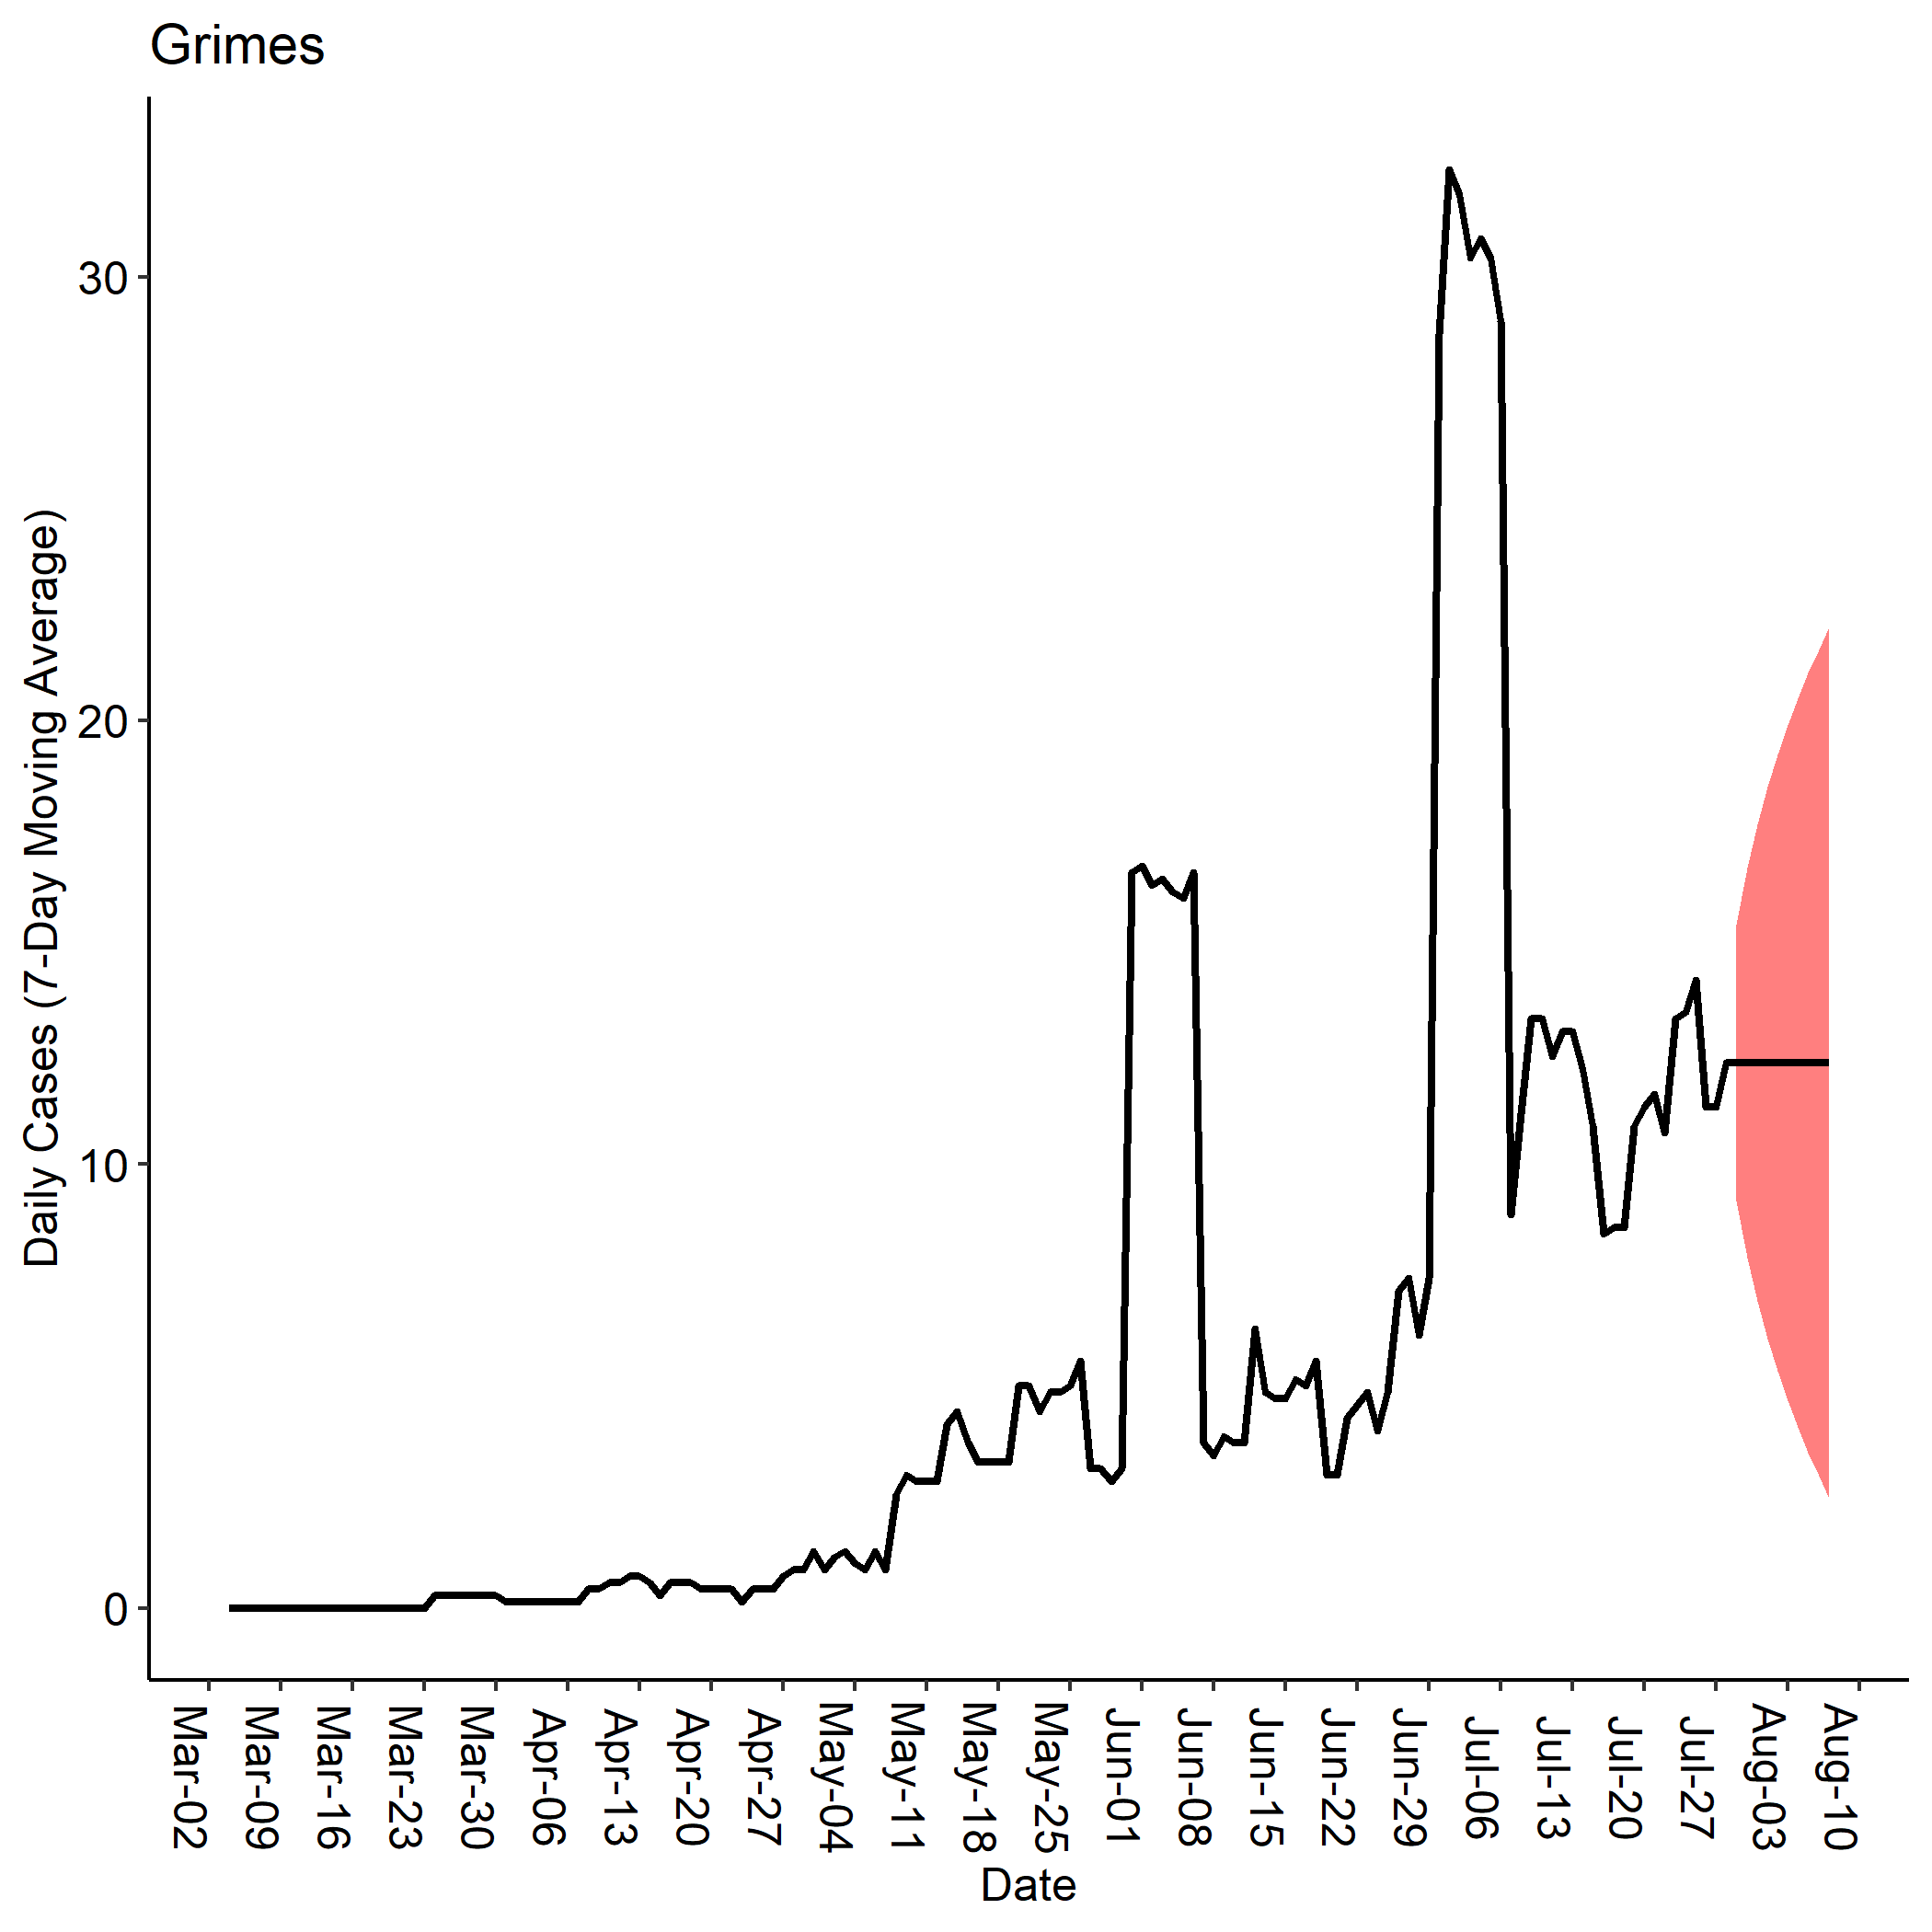 Grimes
Daily Cases (7-Day Moving Average)
30
20
10
0
Mar-02
Mar-09
Mar-16
Mar-23
Mar-30
Apr-06
Apr-13
Apr-20
Apr-27
May-04
May-11
May-18
May-25
Jun-01
Jun-08
Jun-15
Jun-22
Jun-29
Jul-06
Jul-13
Jul-20
Jul-27
Aug-03
Aug-10
Date